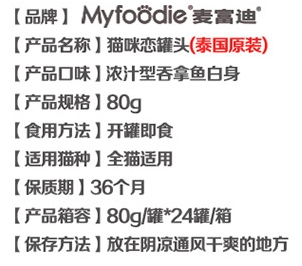 【品牌】Myfoodie®麦富迪®
【产品名称】猫咪恋罐头(泰国原装)
【产品口味】浓汁型吞拿鱼白身
【产品规格】80g
【食用方法】开罐即食
【适用猫种】全猫适用
【保质期】36个月
【产品箱容】80g/罐*24罐/箱
【保存方法】放在阴凉通风干爽的地方